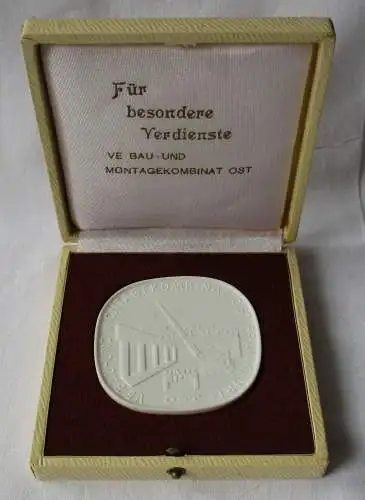 Für
besondere
Verdienste
VE BAU-UND
MONTAGEKOMBINAT OST